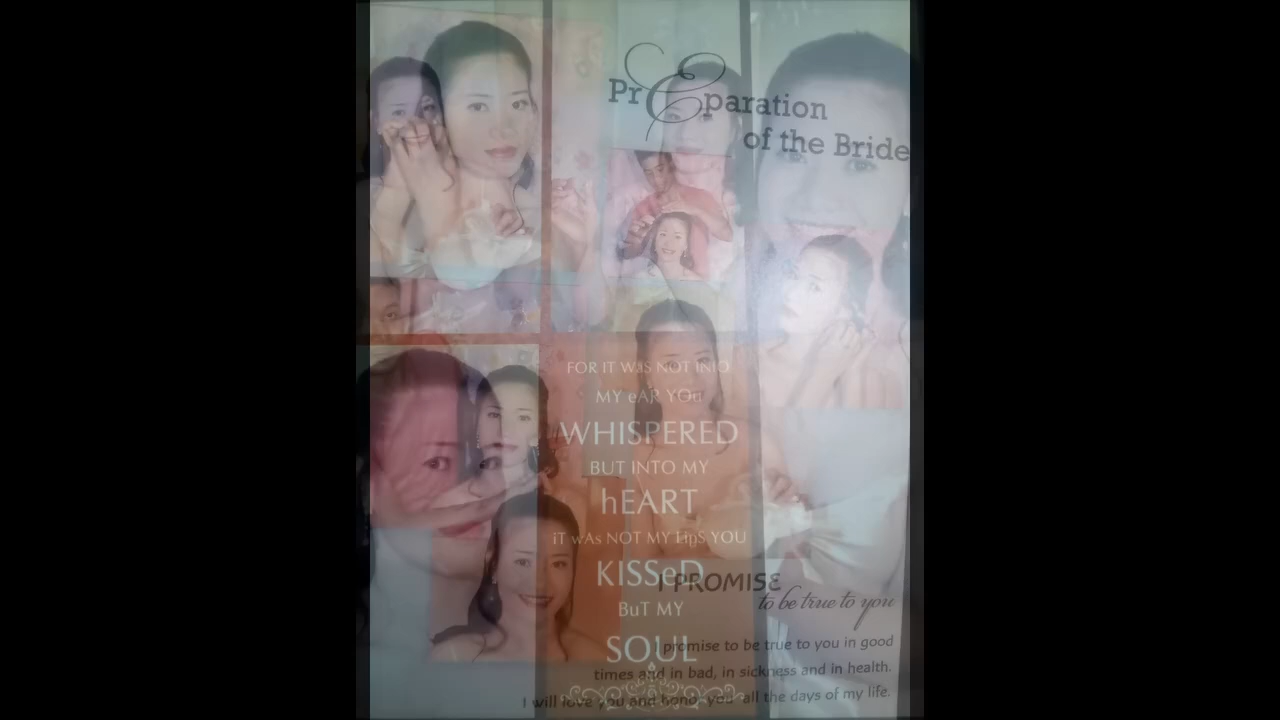 PrEparation
of the Bride
FOR IT WAS NOT INTO
MY eAR YOu
WHISPERED
BUT INTO MY
hEART
iT wAs NOT MY LipS YOU
KISSeD
BuT MY
SOUL
I PROMISE
to be true to you
promise to be true to you in good
times and in bad, in sickness and in health.
I will love you and honor you all the days of my life.